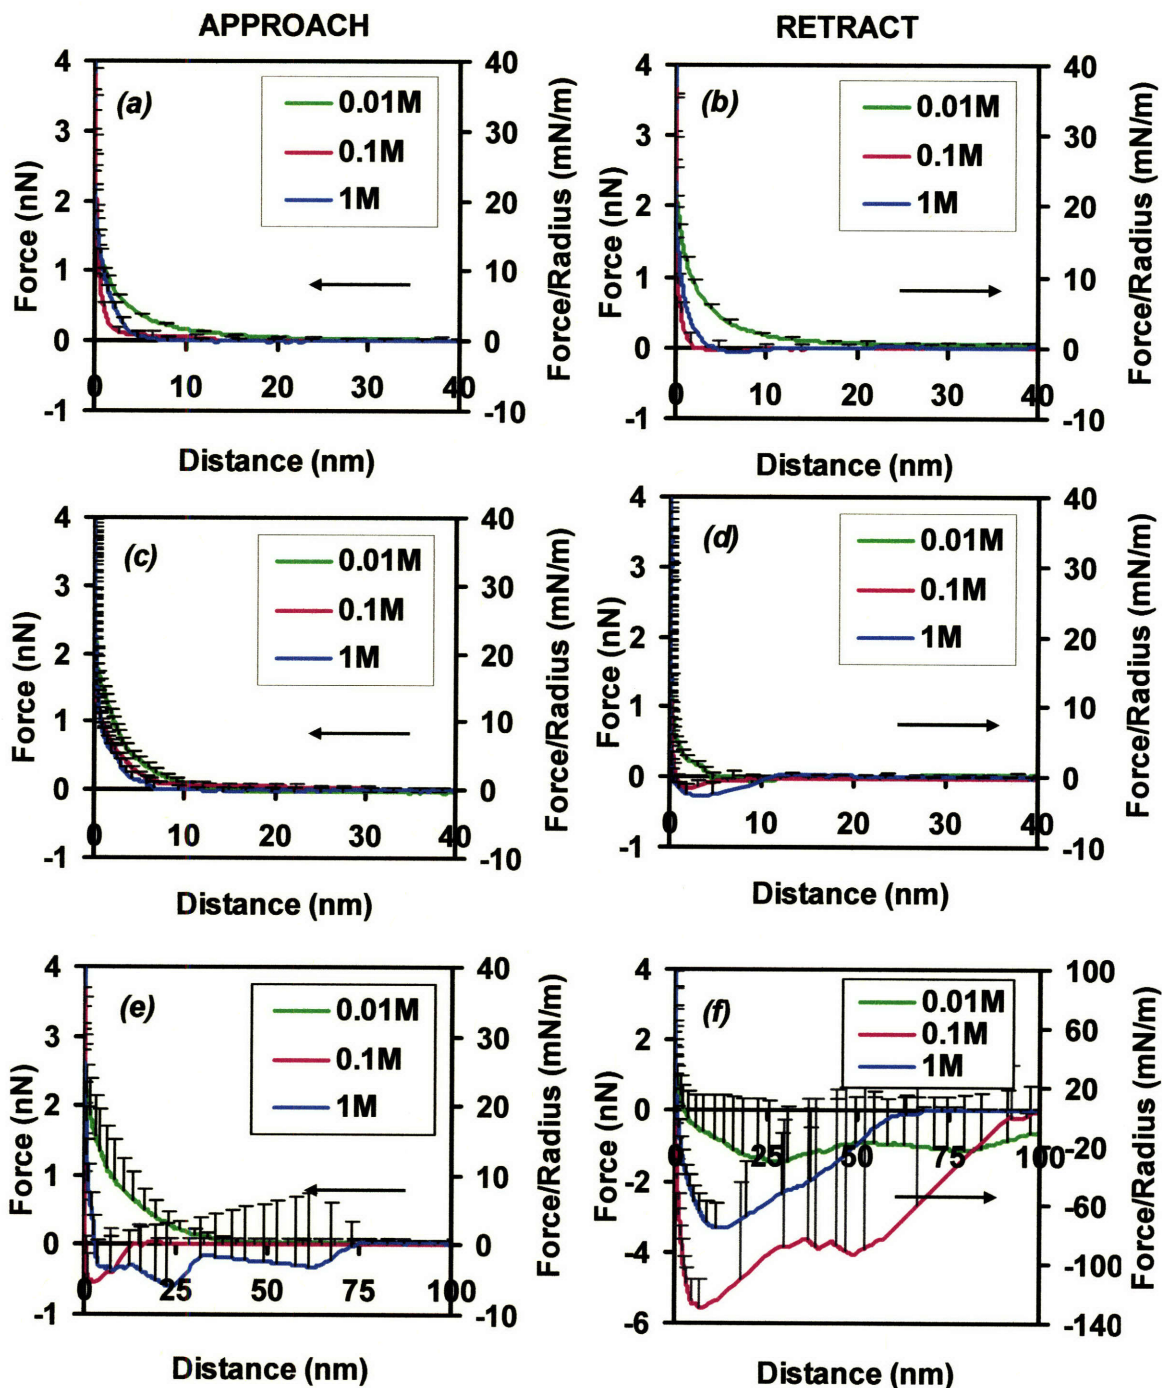 APPROACH RETRACT
(a)
0.01M
0.1M
1M
4
3
2
1
0
-1
40
30
20
10
0
-10
0 10 20 30 40
Force (nN)
Force/Radius (mN/m)
Distance (nm)
(b)
0.01M
0.1M
1M
4
3
2
1
0
-1
40
30
20
10
0
-10
0 10 20 30 40
Force (nN)
Force/Radius (mN/m)
Distance (nm)
(c)
0.01M
0.1M
1M
4
3
2
1
0
-1
40
30
20
10
0
-10
0 10 20 30 40
Force (nN)
Force/Radius (mN/m)
Distance (nm)
(d)
0.01M
0.1M
1M
4
3
2
1
0
-1
40
30
20
10
0
-10
0 10 20 30 40
Force (nN)
Force/Radius (mN/m)
Distance (nm)
(e)
0.01M
0.1M
1M
4
3
2
1
0
-1
40
30
20
10
0
-10
0 25 50 75 100
Force (nN)
Force/Radius (mN/m)
Distance (nm)
(f)
0.01M
0.1M
1M
4
2
0
-2
-4
-6
100
60
20
-20
-60
-100
-140
0 25 50 75 100
Force (nN)
Force/Radius (mN/m)
Distance (nm)